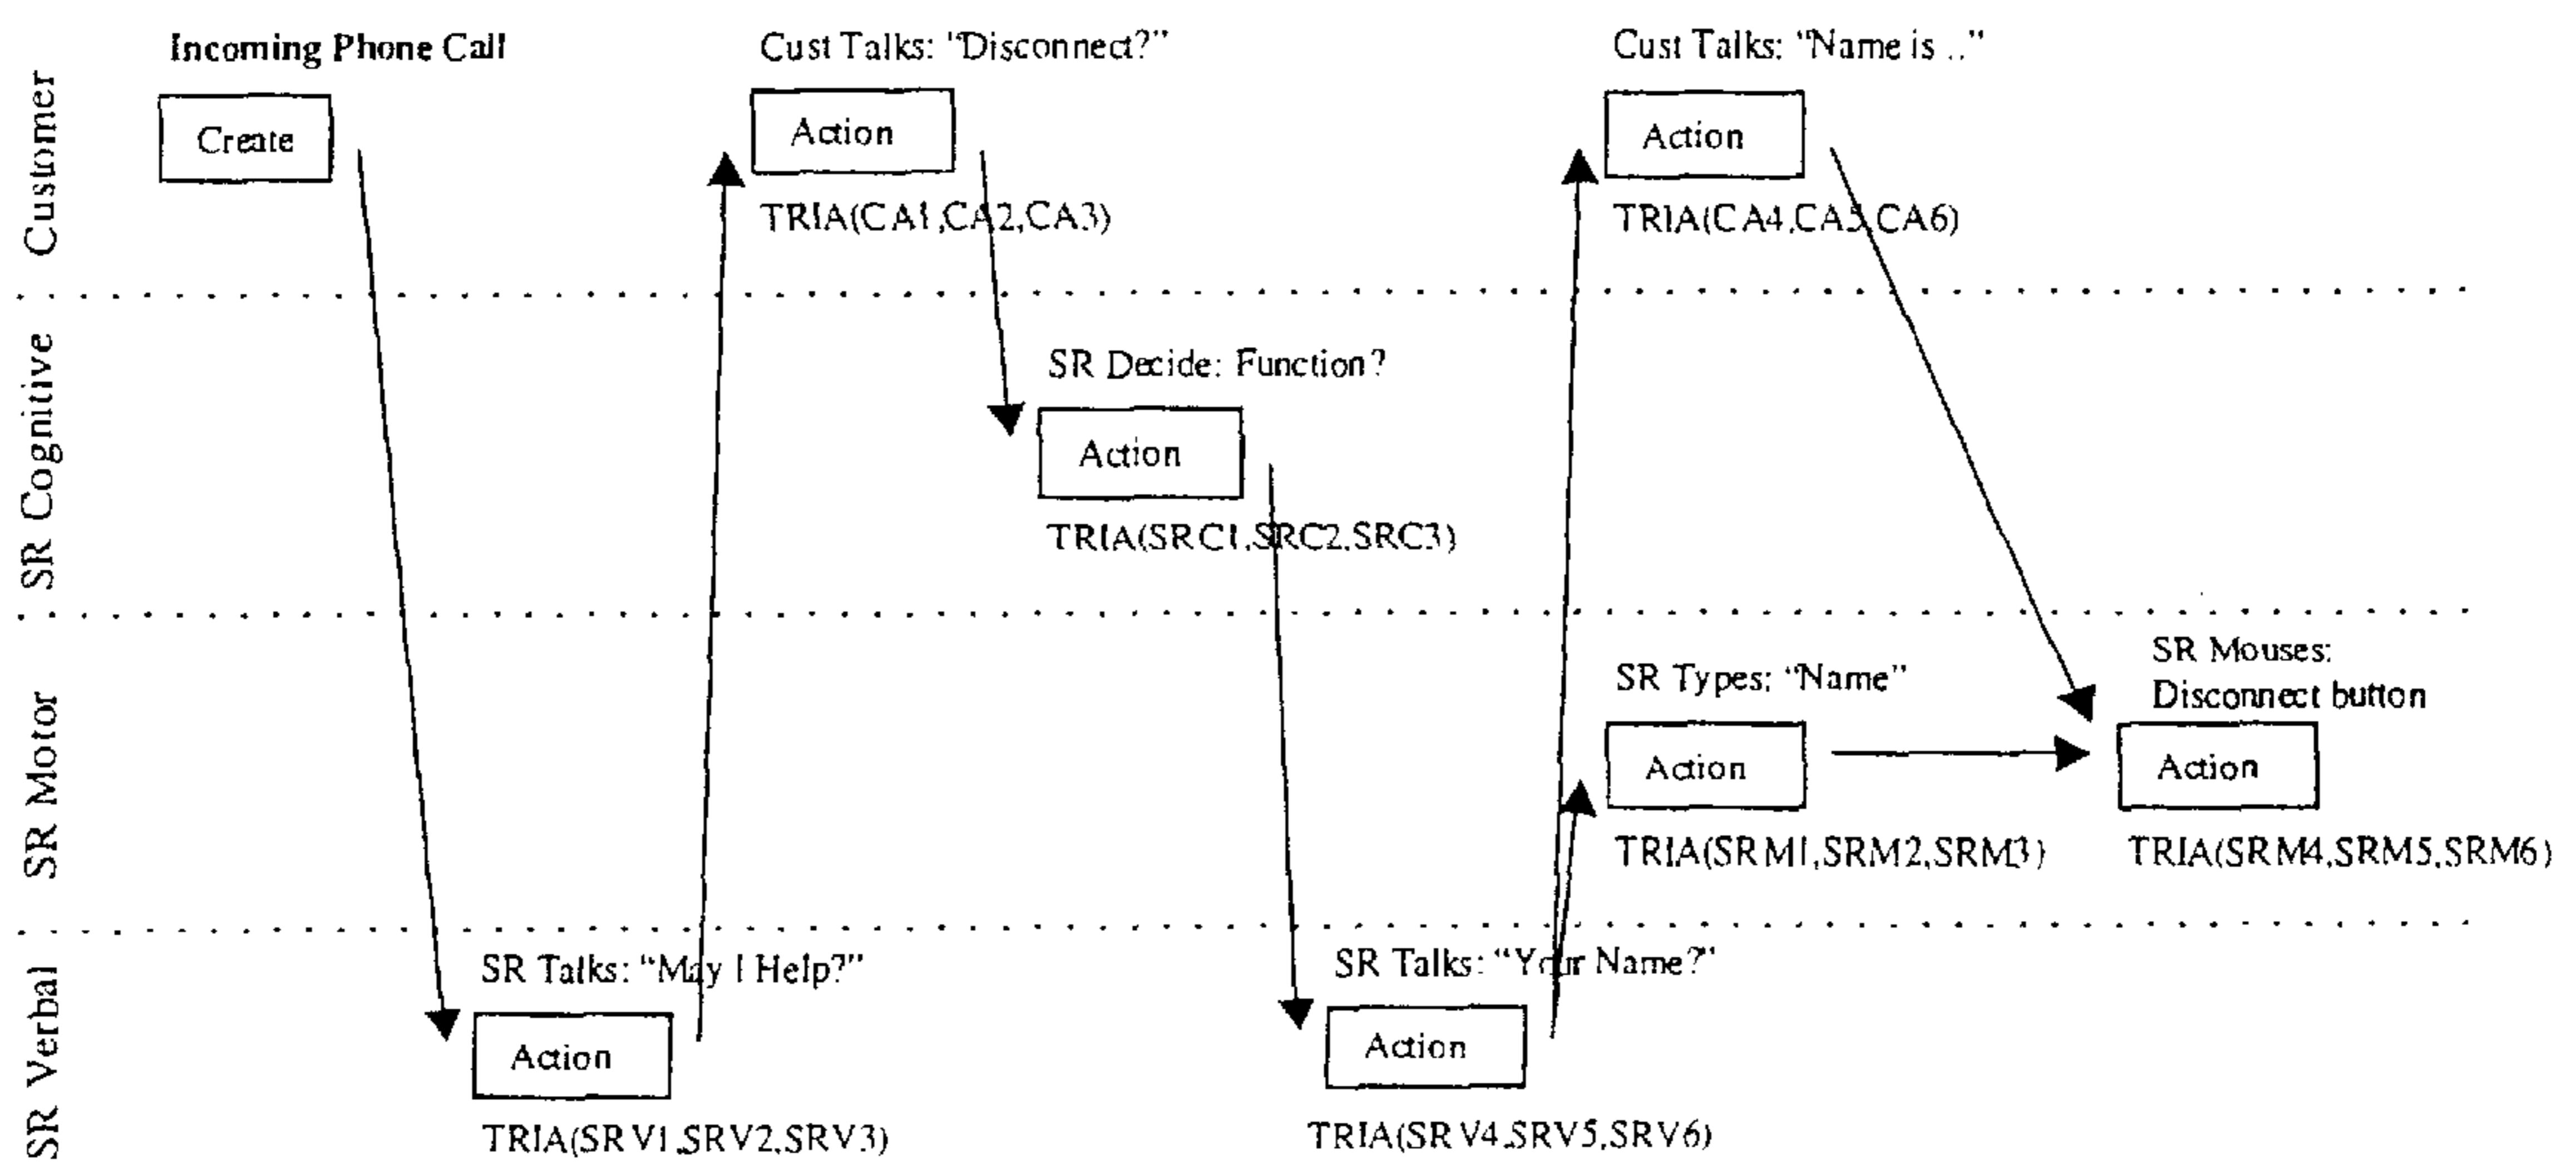 Customer
Incoming Phone Call
Create
Cust Talks: "Disconnect?"
Action
TRIA(CA1,CA2,CA3)
Cust Talks: "Name is .."
Action
TRIA(CA4,CA5,CA6)
SR Cognitive
SR Decide: Function?
Action
TRIA(SRC1,SRC2,SRC3)
SR Motor
SR Types: "Name"
Action
TRIA(SRM1,SRM2,SRM3)
SR Mouses:
Disconnect button
Action
TRIA(SRM4,SRM5,SRM6)
SR Verbal
SR Talks: "May I Help?"
Action
TRIA(SRV1,SRV2,SRV3)
SR Talks: "Your Name?"
Action
TRIA(SRV4,SRV5,SRV6)